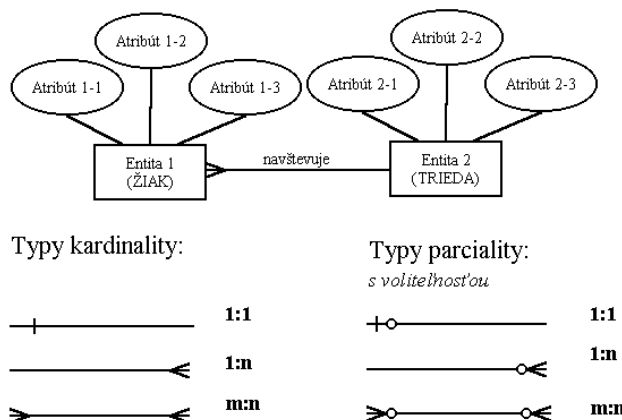 Atribút 1-2
Atribút 2-2
Atribút 1-1
Atribút 1-3
Atribút 2-1
Atribút 2-3
Entita 1
(ŽIAK)
navštevuje
Entita 2
(TRIEDA)
Typy kardinality:
1:1
1:n
m:n
Typy parciality:
s voliteľnosťou
1:1
1:n
m:n